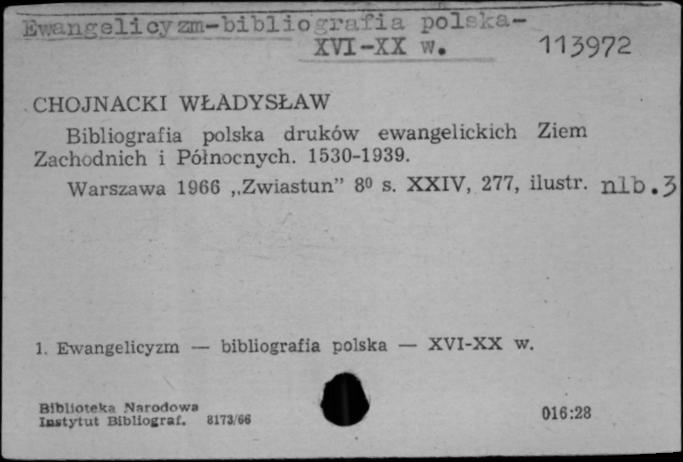 Ewangelicyzm-bibliografia polska-
XVI-XX w.
113972
CHOJNACKI WŁADYSŁAW
Bibliografia polska druków ewangelickich Ziem
Zachodnich i Północnych. 1530-1939.
Warszawa 1966 „Zwiastun” 8⁰ s. XXIV, 277, ilustr. nlb.3
1. Ewangelicyzm — bibliografia polska — XVI-XX w.
Biblioteka Narodowa
Instytut Bibliograf. 8173/66
016:28